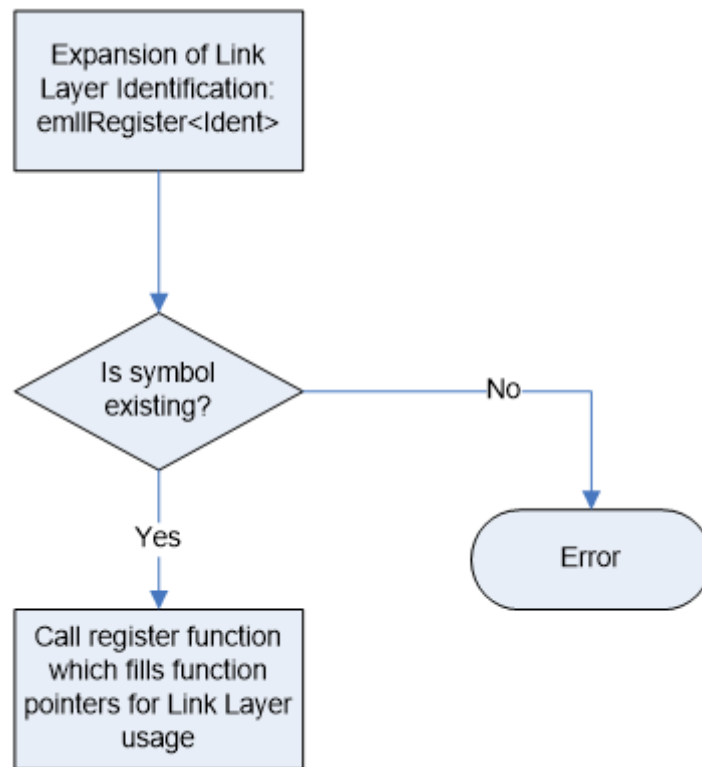 Expansion of Link
Layer Identification:
emllRegister<Ident>
Is symbol
existing?
No
Yes
Error
Call register function
which fills function
pointers for Link Layer
usage